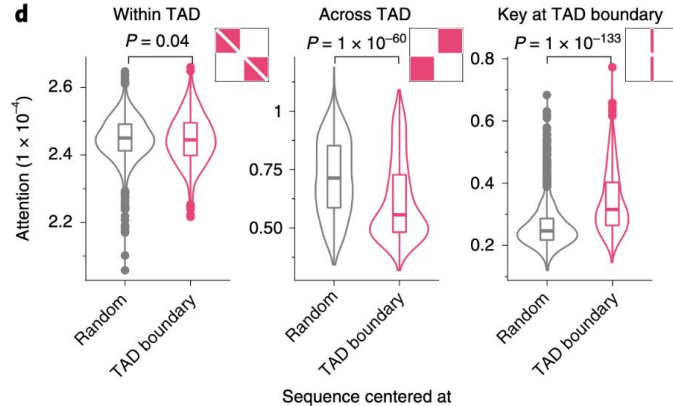 d
Within TAD
Across TAD
Key at TAD boundary
P = 0.04
P = 1 × 10⁻⁶⁰
P = 1 × 10⁻¹³³
Attention (1 × 10⁻⁴)
2.6
2.4
2.2
1
0.75
0.50
0.8
0.6
0.4
0.2
Random
TAD boundary
Random
TAD boundary
Random
TAD boundary
Sequence centered at